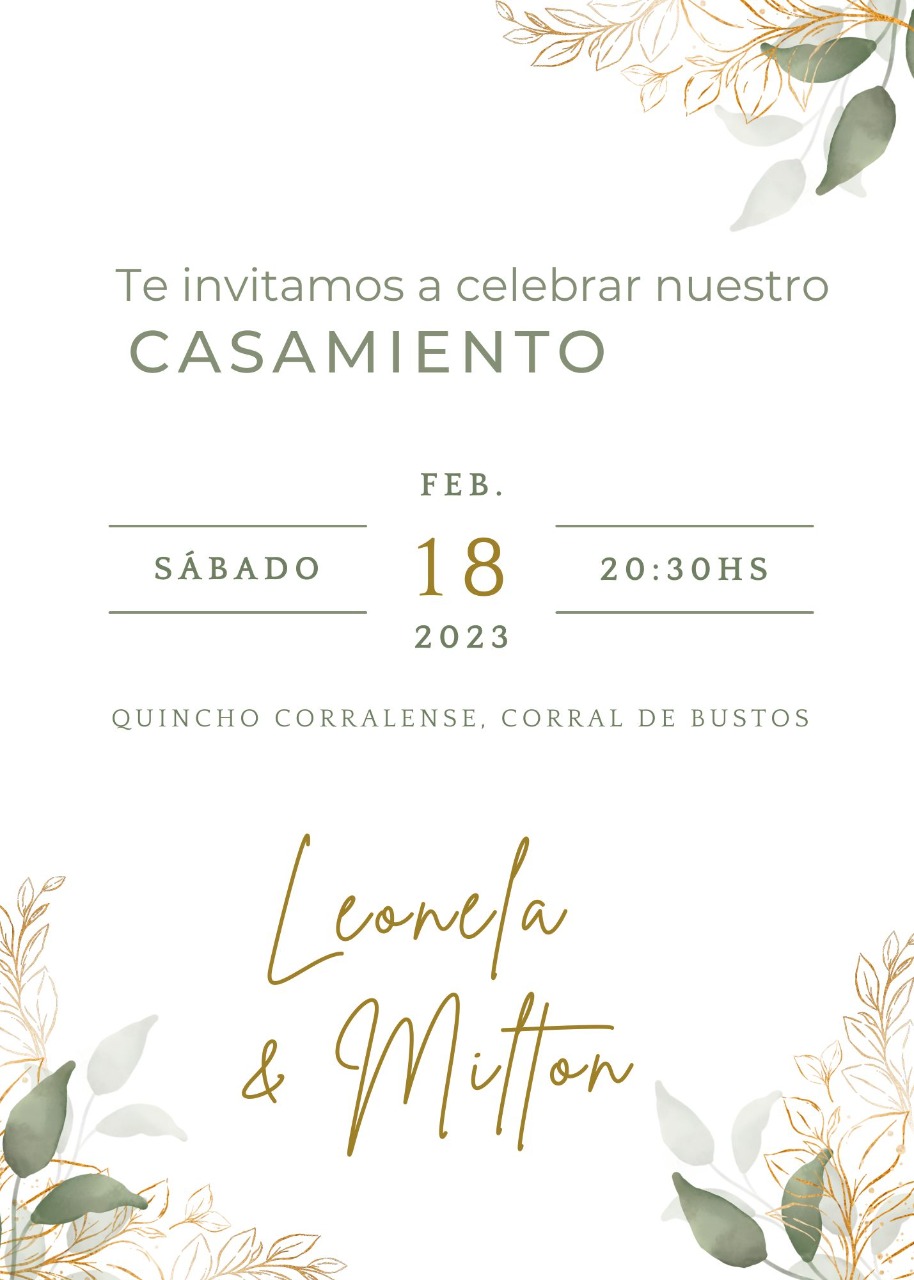 Te invitamos a celebrar nuestro
CASAMIENTO
FEB.
SÁBADO 18 20:30HS
2023
QUINCHO CORRALENSE, CORRAL DE BUSTOS
Leonela
& Milton